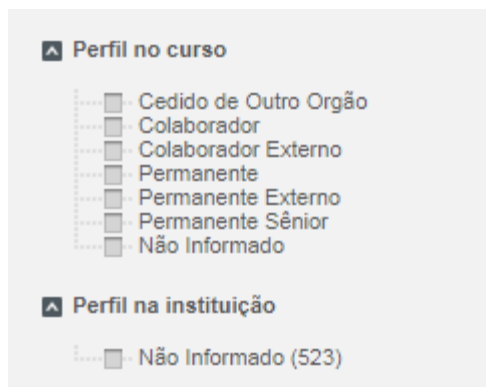 Perfil no curso
Cedido de Outro Orgão
Colaborador
Colaborador Externo
Permanente
Permanente Externo
Permanente Sênior
Não Informado
Perfil na instituição
Não Informado (523)